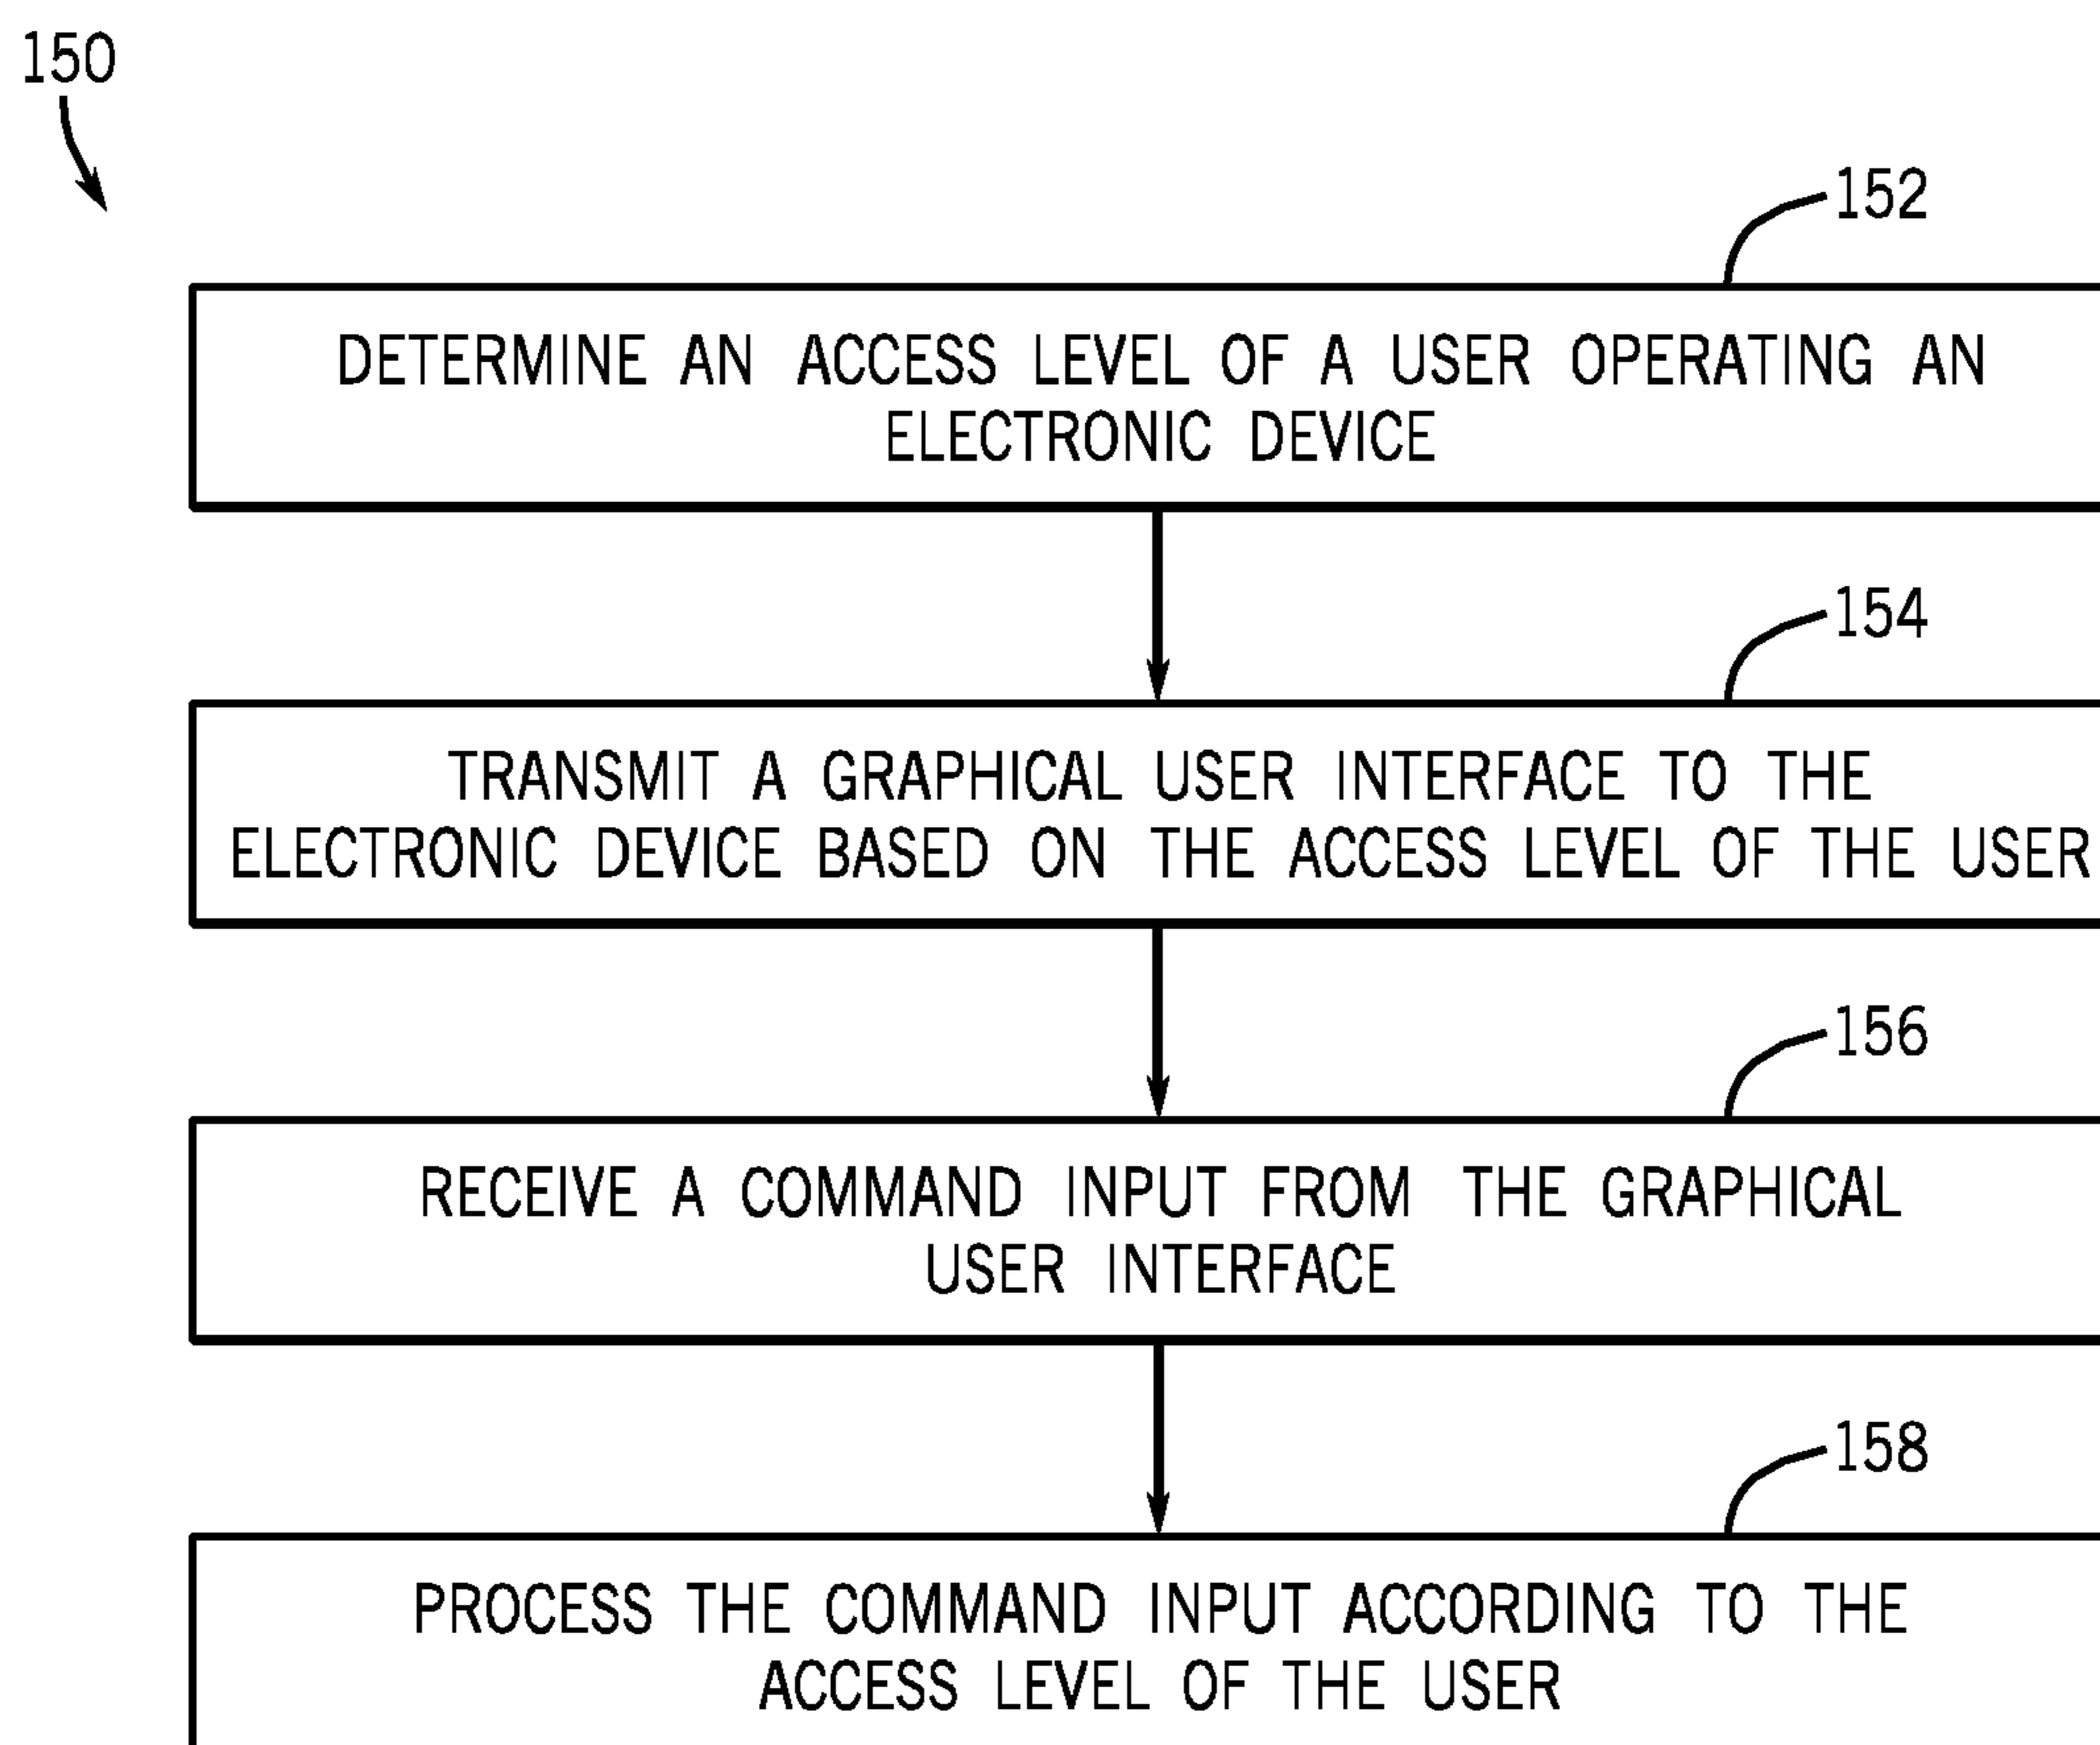 150
152
DETERMINE AN ACCESS LEVEL OF A USER OPERATING AN
ELECTRONIC DEVICE
154
TRANSMIT A GRAPHICAL USER INTERFACE TO THE
ELECTRONIC DEVICE BASED ON THE ACCESS LEVEL OF THE USER
156
RECEIVE A COMMAND INPUT FROM THE GRAPHICAL
USER INTERFACE
158
PROCESS THE COMMAND INPUT ACCORDING TO THE
ACCESS LEVEL OF THE USER